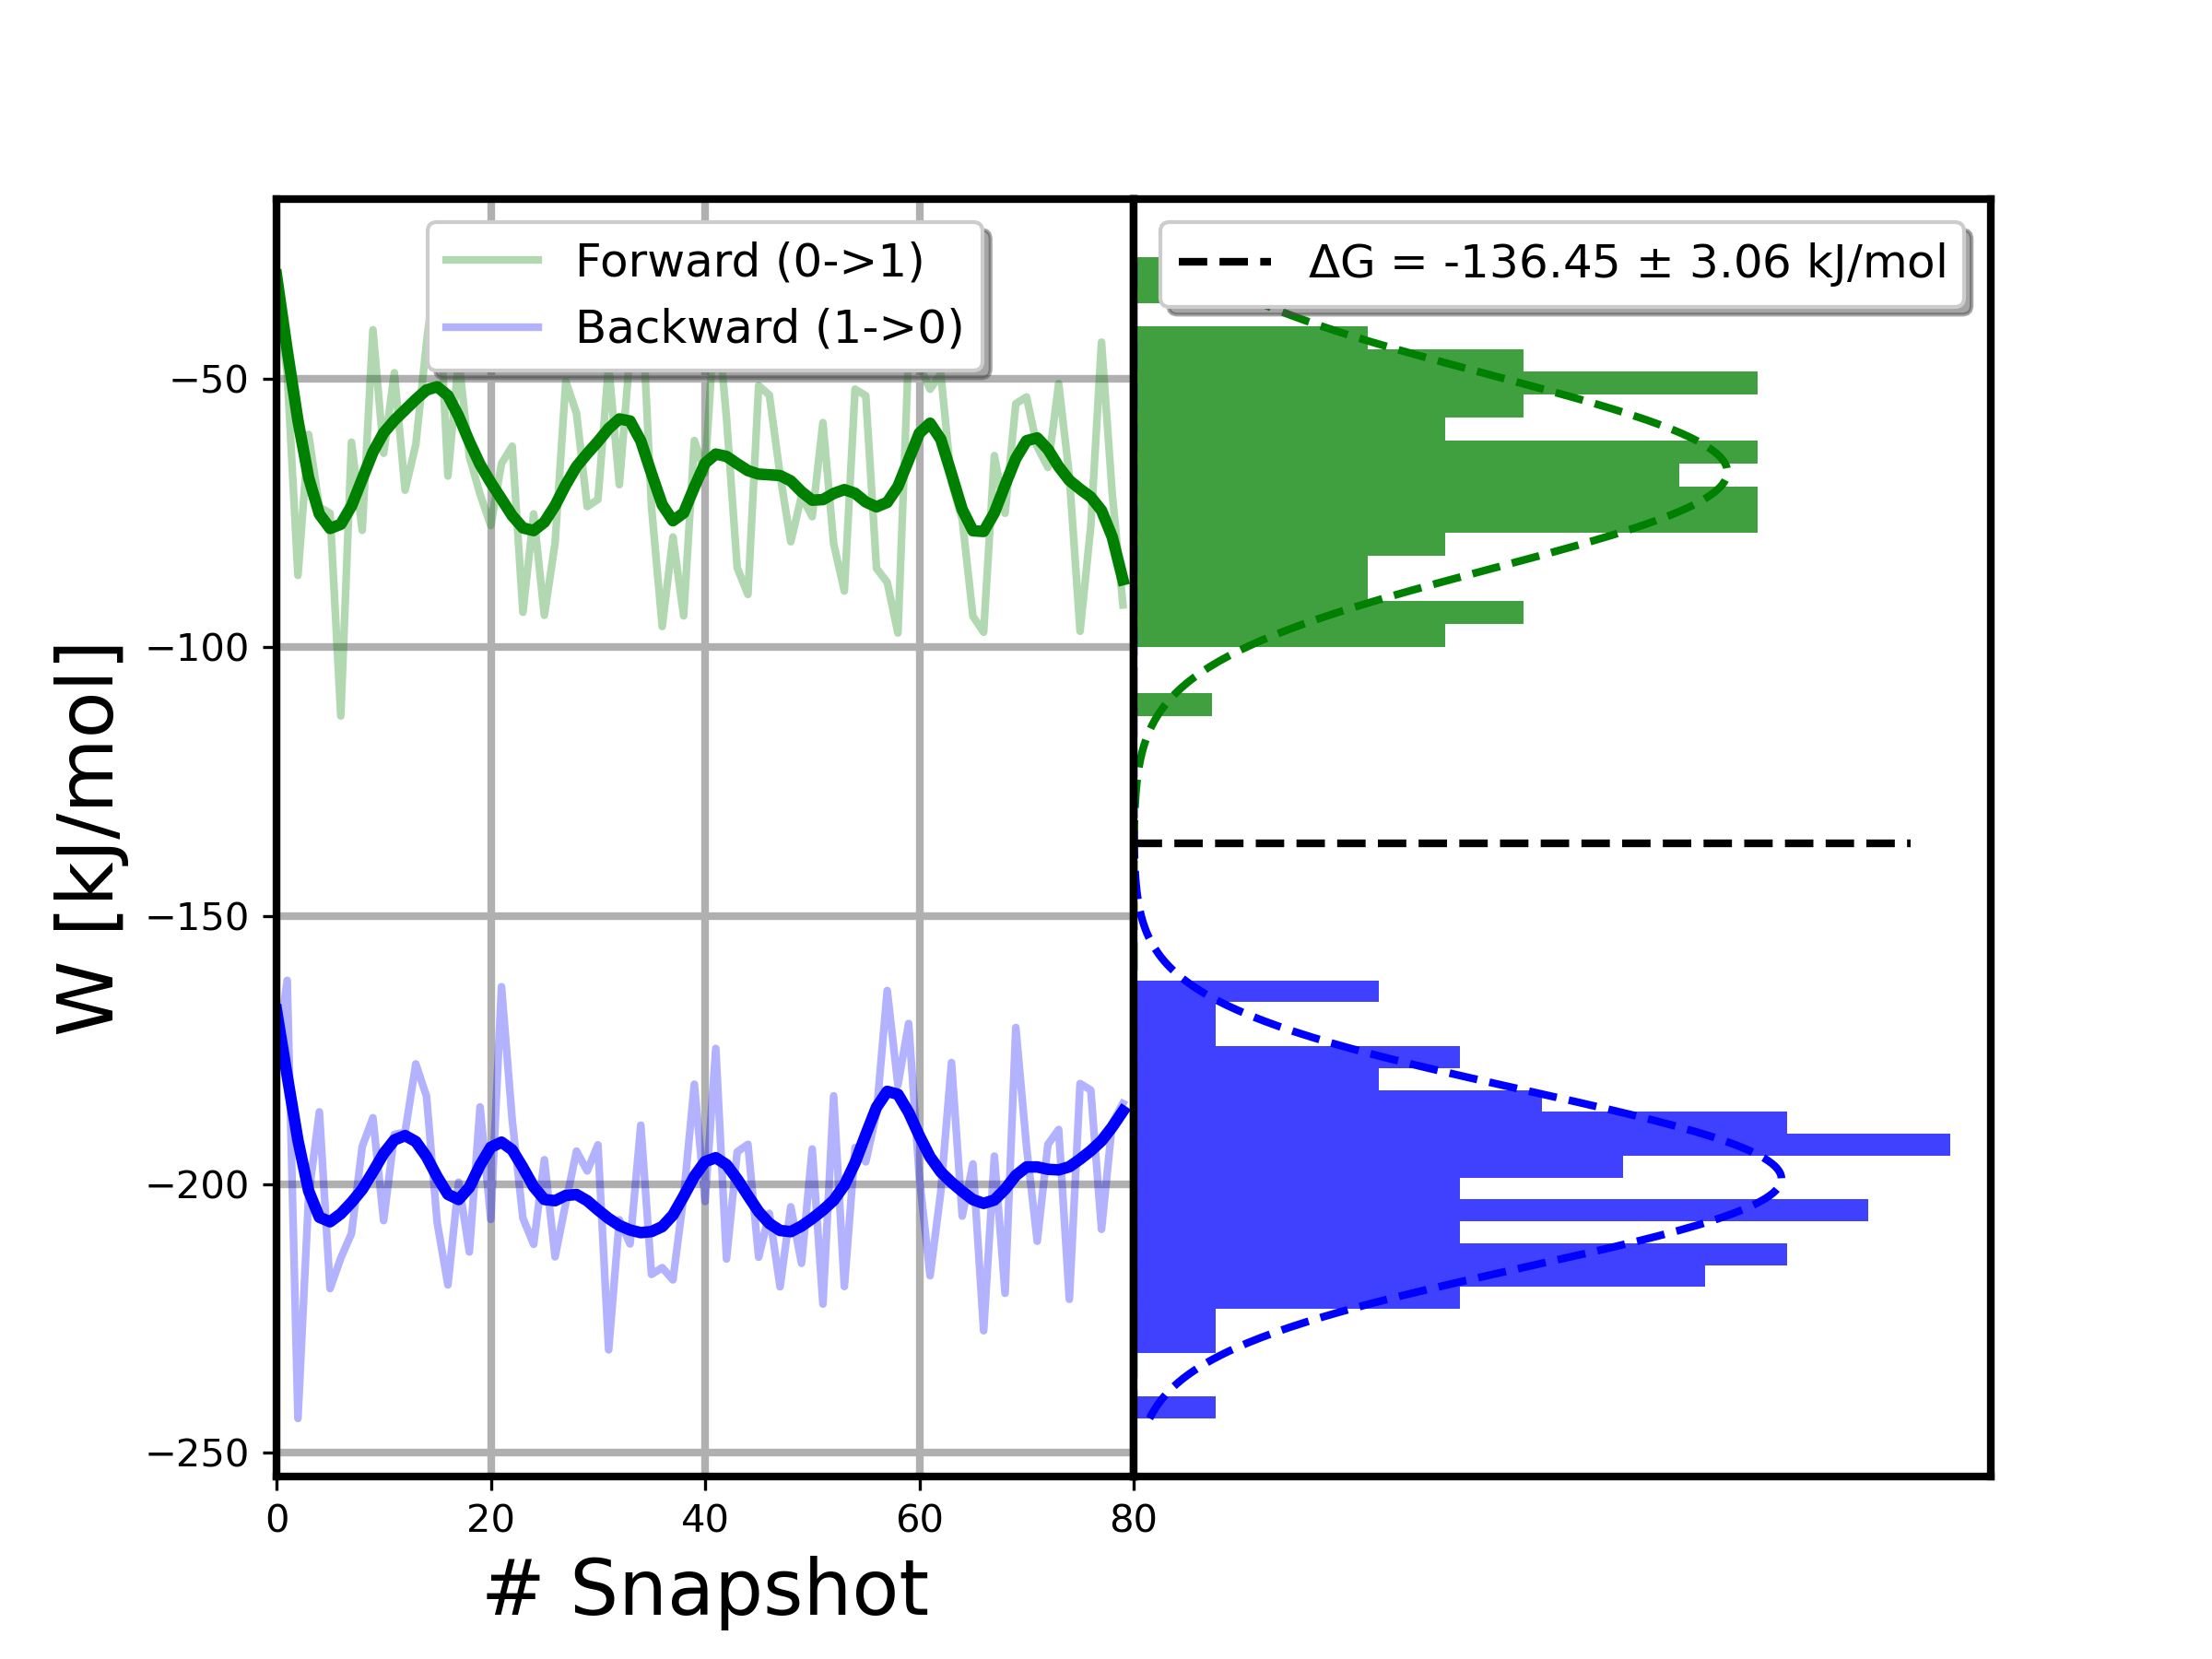 Forward (0->1)
Backward (1->0)
ΔG = -136.45 ± 3.06 kJ/mol
W [kJ/mol]
−50
−100
−150
−200
−250
0 20 40 60 80
# Snapshot